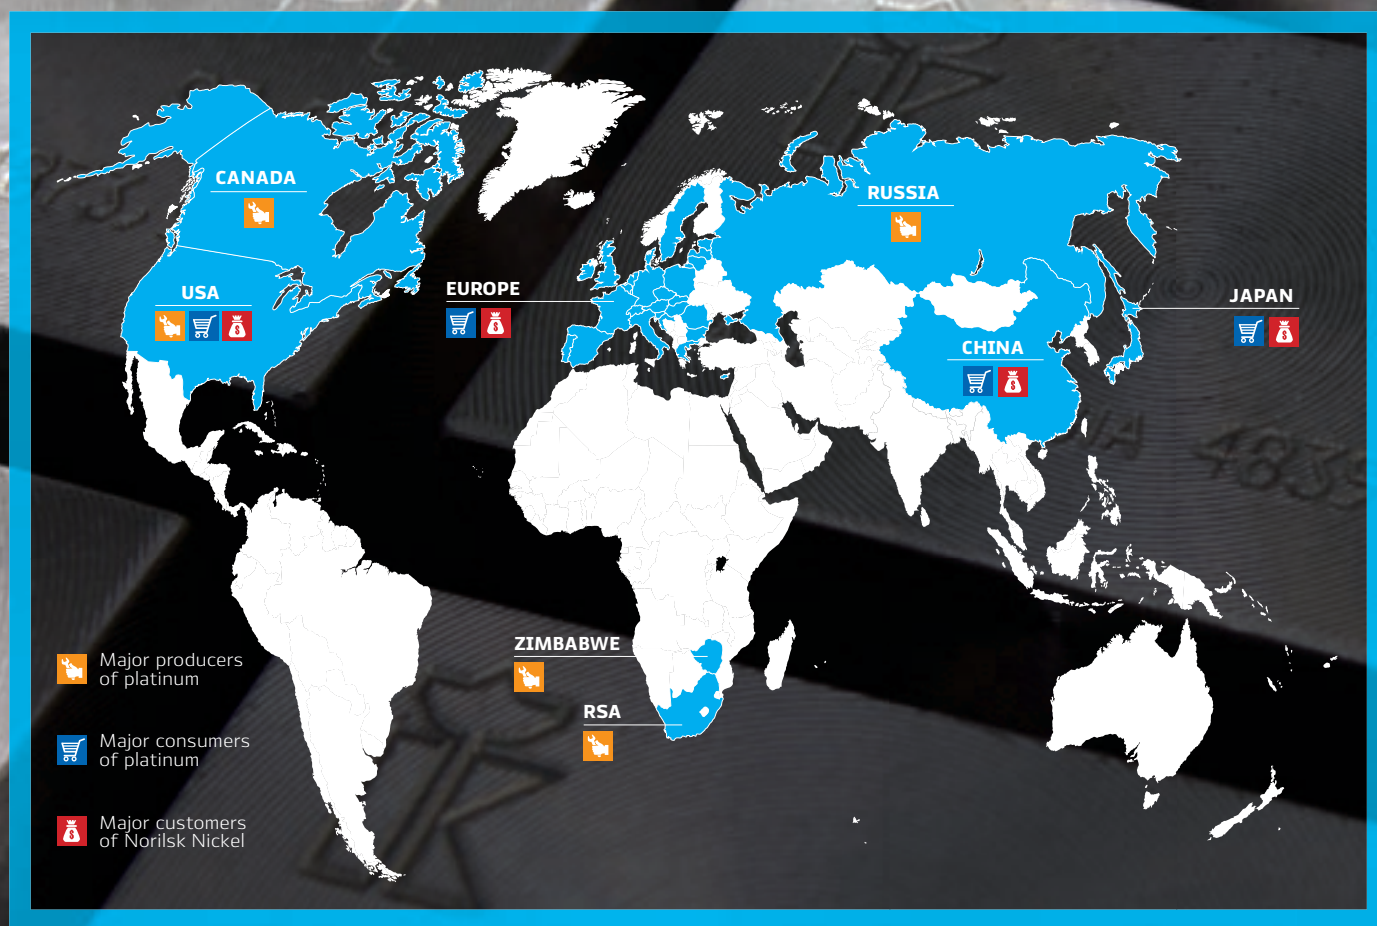 CANADA
RUSSIA
USA
EUROPE
JAPAN
CHINA
ZIMBABWE
RSA
Major producers
of platinum
Major consumers
of platinum
Major customers
of Norilsk Nickel